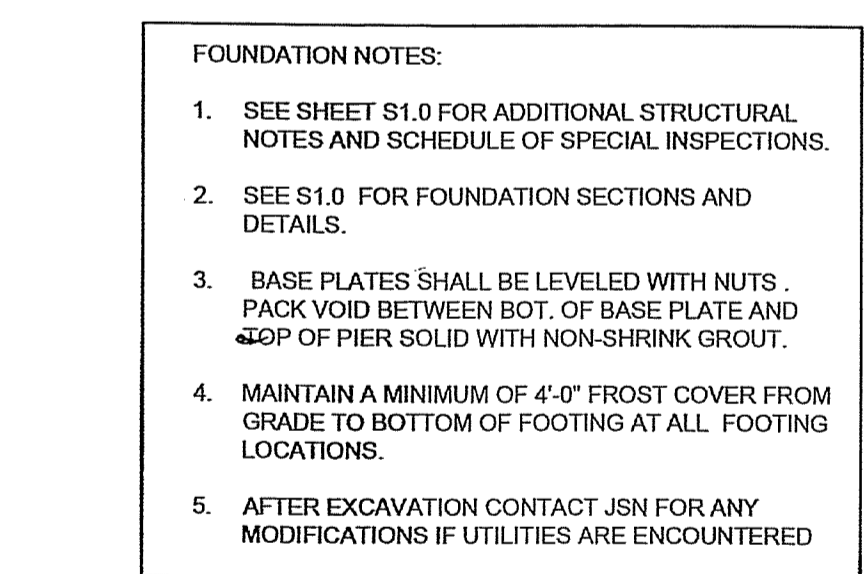 FOUNDATION NOTES:
1. SEE SHEET S1.0 FOR ADDITIONAL STRUCTURAL
NOTES AND SCHEDULE OF SPECIAL INSPECTIONS.
2. SEE S1.0 FOR FOUNDATION SECTIONS AND
DETAILS.
3. BASE PLATES SHALL BE LEVELED WITH NUTS .
PACK VOID BETWEEN BOT. OF BASE PLATE AND
TOP OF PIER SOLID WITH NON-SHRINK GROUT.
4. MAINTAIN A MINIMUM OF 4'-0" FROST COVER FROM
GRADE TO BOTTOM OF FOOTING AT ALL FOOTING
LOCATIONS.
5. AFTER EXCAVATION CONTACT JSN FOR ANY
MODIFICATIONS IF UTILITIES ARE ENCOUNTERED